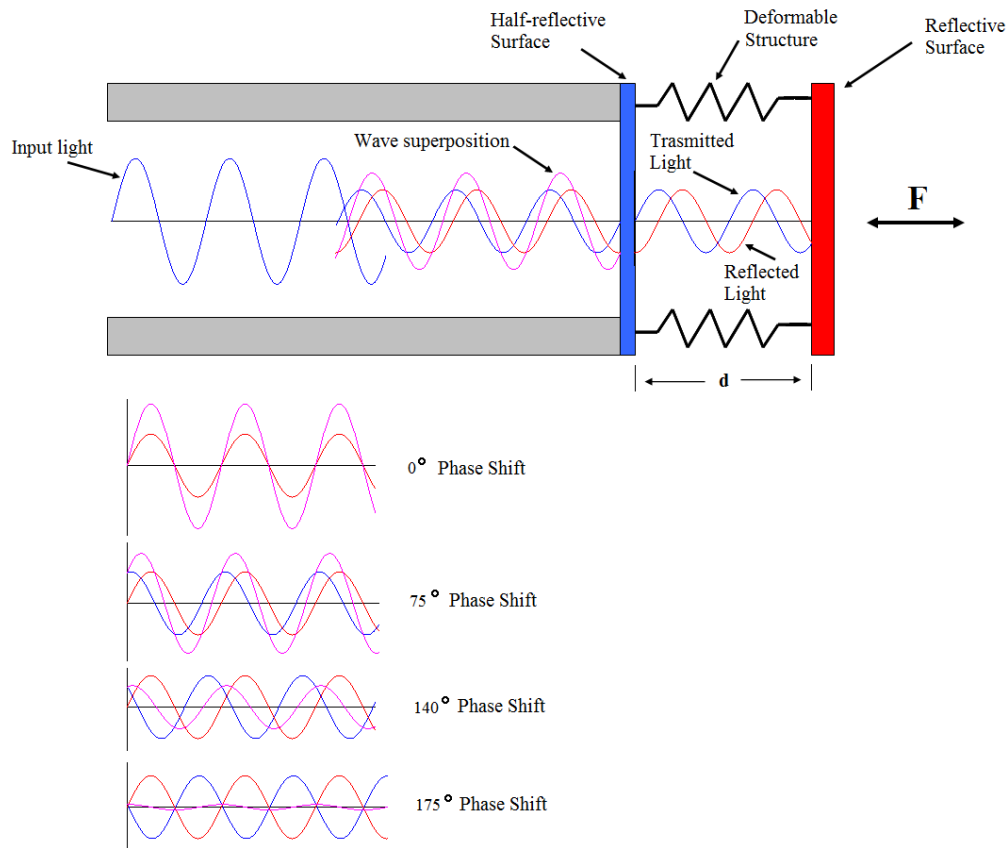 Half-reflective
Surface
Deformable
Structure
Reflective
Surface
Input light
Wave superposition
Trasmitted
Light
F
Reflected
Light
d
0° Phase Shift
75° Phase Shift
140° Phase Shift
175° Phase Shift